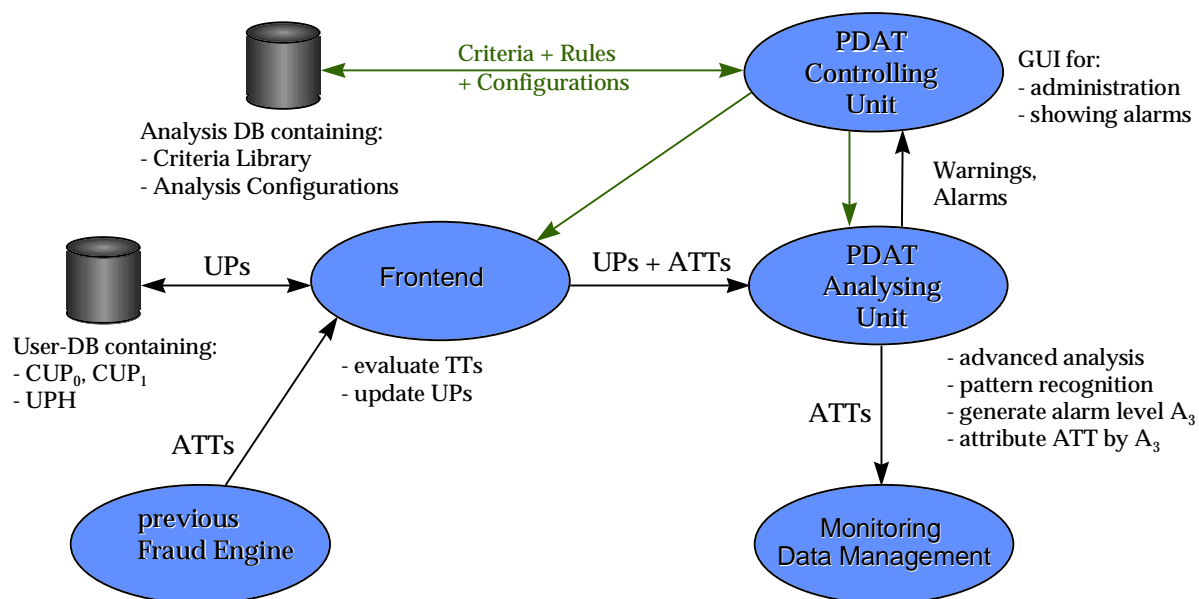 PDAT
Controlling
Unit
Criteria + Rules
+ Configurations
GUI for:
- administration
- showing alarms
Analysis DB containing:
- Criteria Library
- Analysis Configurations
Warnings,
Alarms
UPs
Frontend
UPs + ATTs
PDAT
Analysing
Unit
User-DB containing:
- CUP₀, CUP₁
- UPH
- evaluate TTs
- update UPs
- advanced analysis
- pattern recognition
- generate alarm level A₃
- attribute ATT by A₃
ATTs
ATTs
previous
Fraud Engine
Monitoring
Data Management